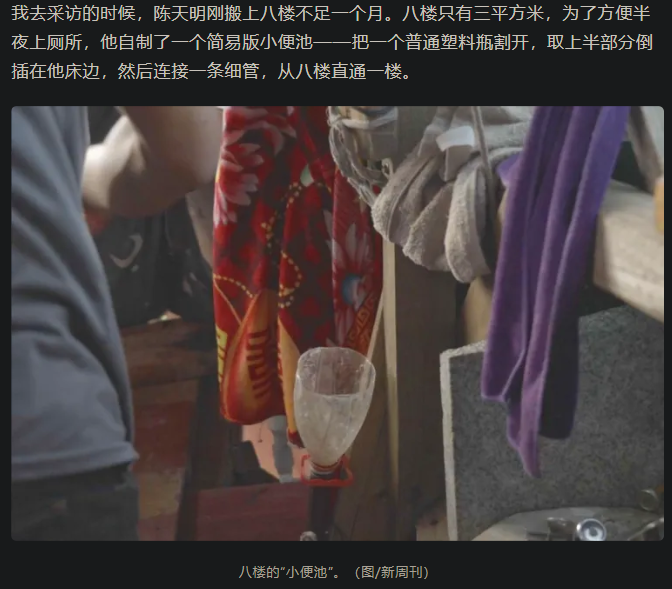 我去采访的时候，陈天明刚搬上八楼不足一个月。八楼只有三平方米，为了方便半
夜上厕所，他自制了一个简易版小便池——把一个普通塑料瓶割开，取上半部分倒
插在他床边，然后连接一条细管，从八楼直通一楼。
八楼的“小便池”。（图/新周刊）